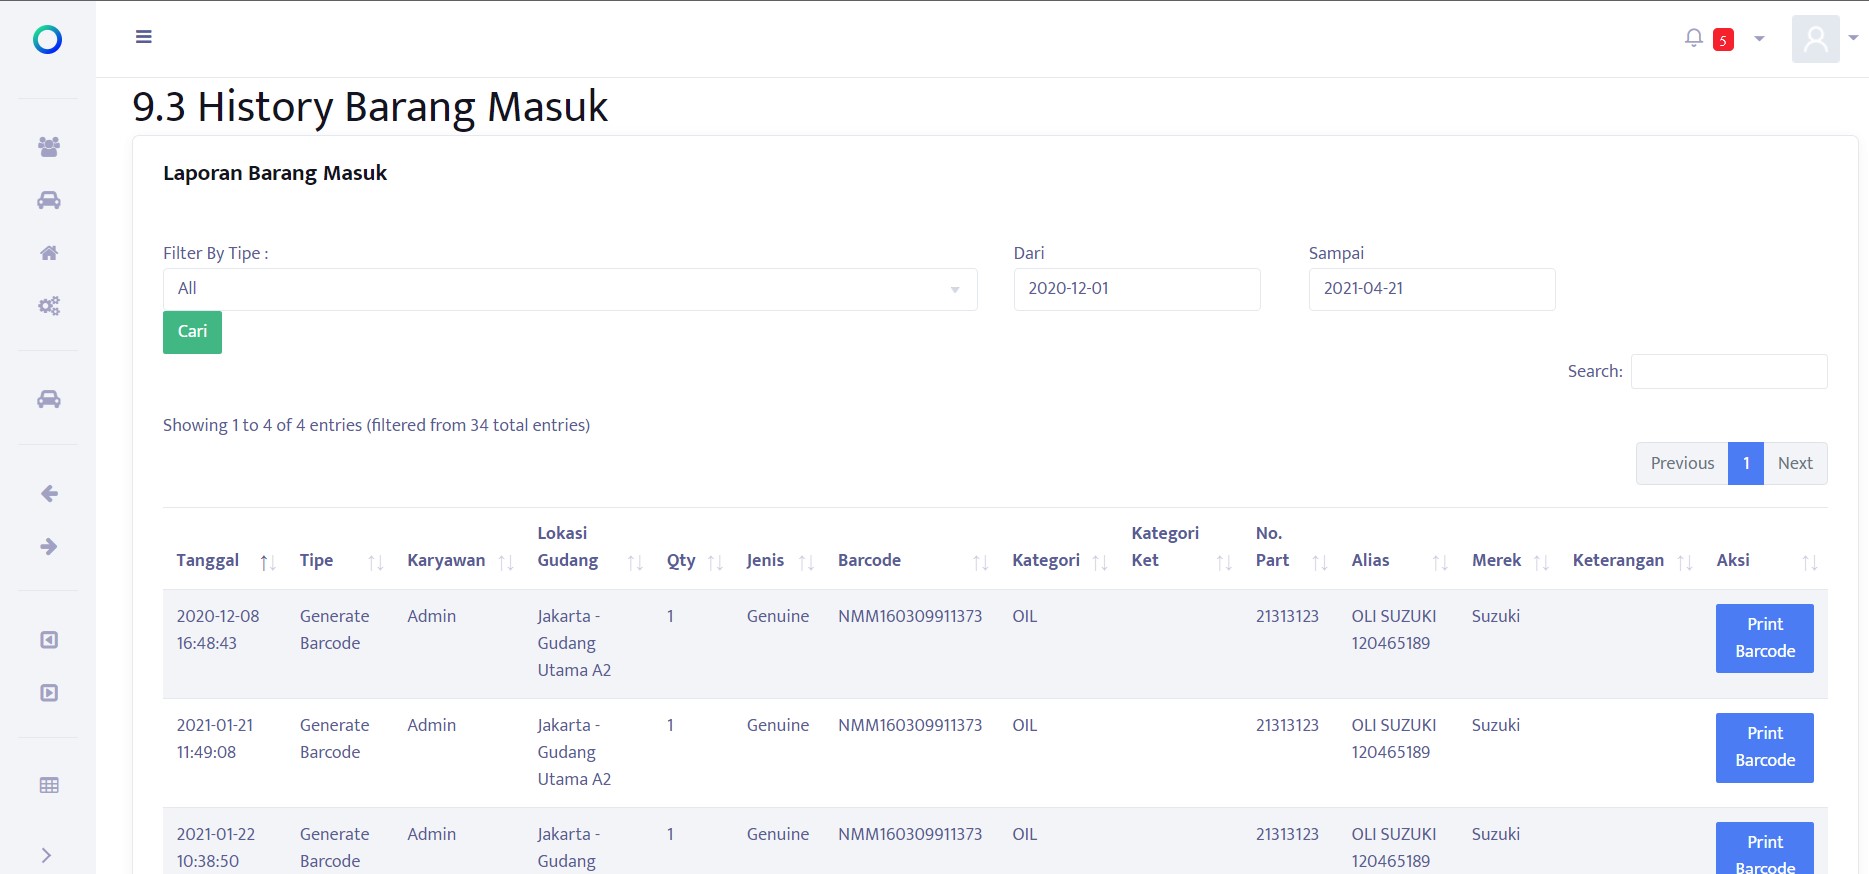 5
9.3 History Barang Masuk
Laporan Barang Masuk
Filter By Tipe :
Dari
Sampai
All
2020-12-01
2021-04-21
Cari
Search:
Showing 1 to 4 of 4 entries (filtered from 34 total entries)
Previous 1 Next
Tanggal Tipe Karyawan Lokasi Gudang Qty Jenis Barcode Kategori Kategori Ket No. Part Alias Merek Keterangan Aksi
2020-12-08 16:48:43 Generate Barcode Admin Jakarta - Gudang Utama A2 1 Genuine NMM160309911373 OIL 21313123 OLI SUZUKI 120465189 Suzuki Print Barcode
2021-01-21 11:49:08 Generate Barcode Admin Jakarta - Gudang Utama A2 1 Genuine NMM160309911373 OIL 21313123 OLI SUZUKI 120465189 Suzuki Print Barcode
2021-01-22 10:38:50 Generate Barcode Admin Jakarta - Gudang 1 Genuine NMM160309911373 OIL 21313123 OLI SUZUKI 120465189 Suzuki Print Barcode